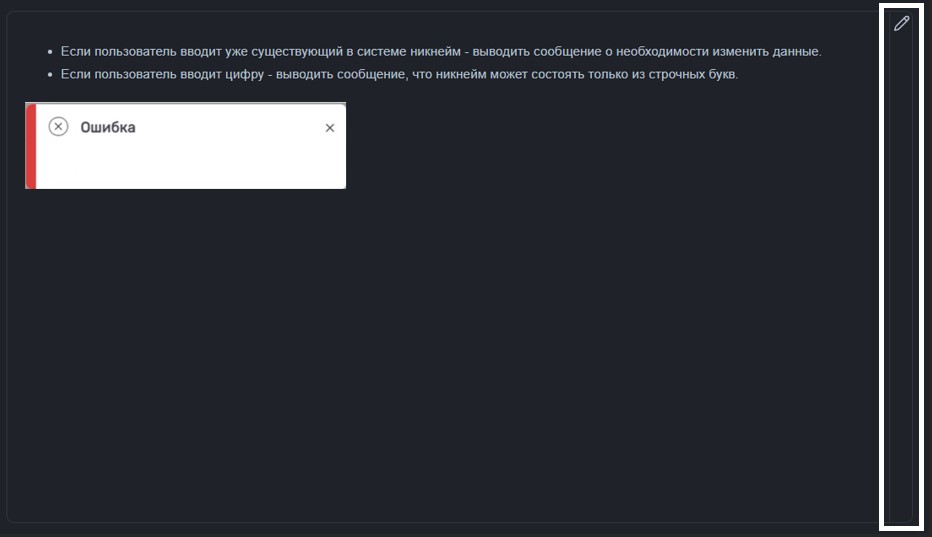 Если пользователь вводит уже существующий в системе никнейм - выводить сообщение о необходимости изменить данные.
Если пользователь вводит цифру - выводить сообщение, что никнейм может состоять только из строчных букв.
Ошибка